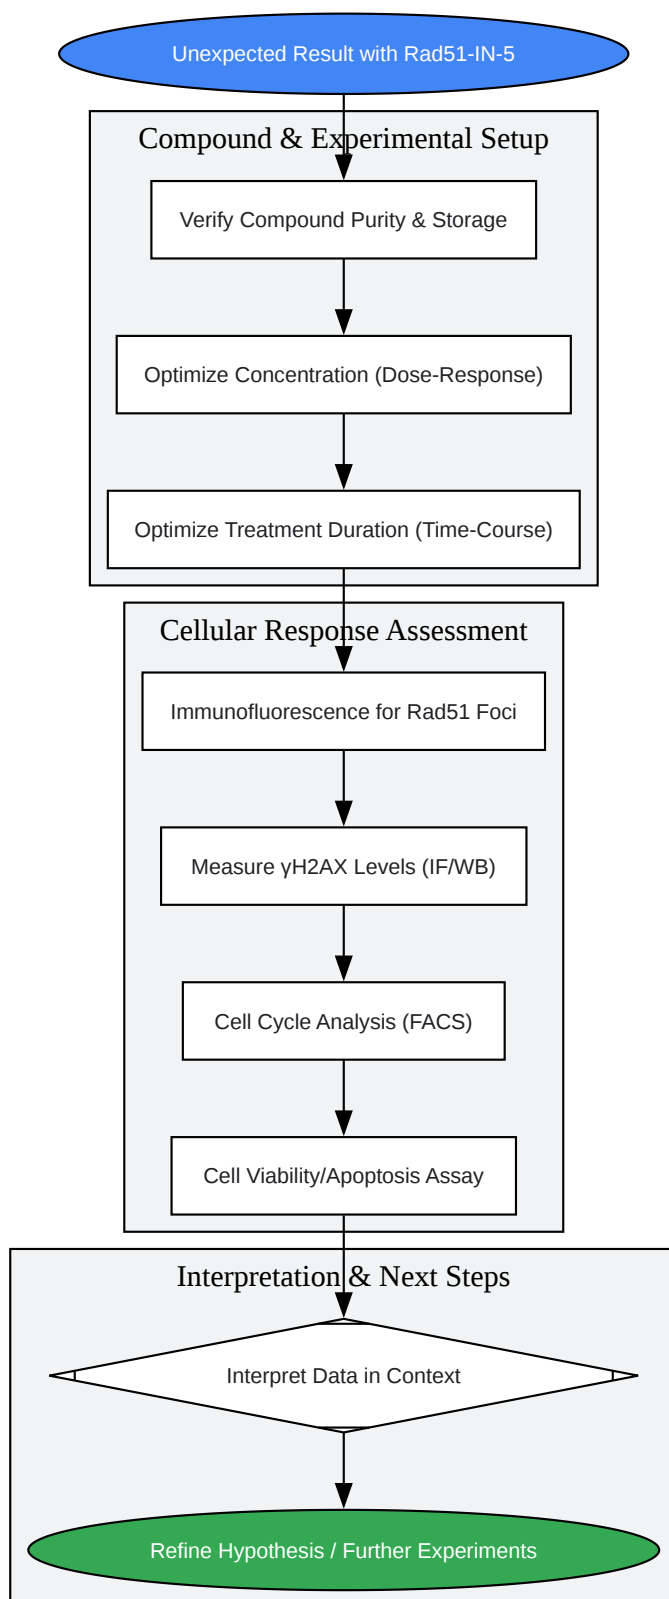 Unexpected Result with Rad51-IN-5
Compound & Experimental Setup
Verify Compound Purity & Storage
Optimize Concentration (Dose-Response)
Optimize Treatment Duration (Time-Course)
Cellular Response Assessment
Immunofluorescence for Rad51 Foci
Measure γH2AX Levels (IF/WB)
Cell Cycle Analysis (FACS)
Cell Viability/Apoptosis Assay
Interpretation & Next Steps
Interpret Data in Context
Refine Hypothesis / Further Experiments